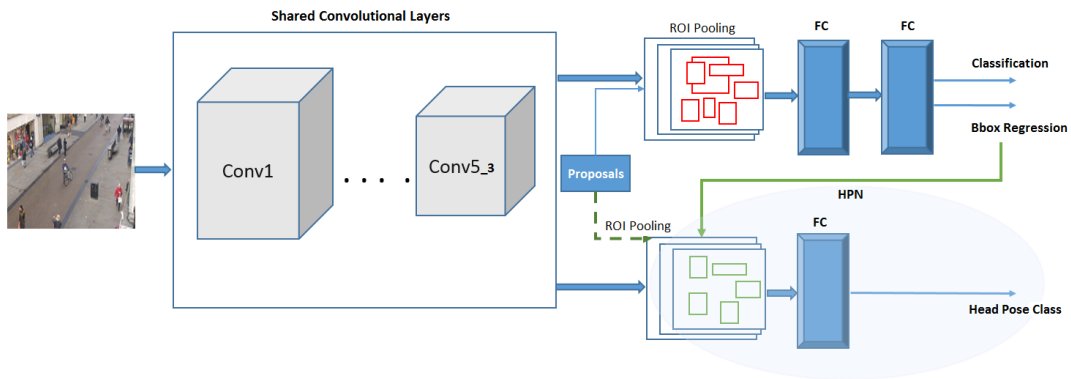 Shared Convolutional Layers
ROI Pooling
FC
FC
Classification
Bbox Regression
Conv1
. . . .
Conv5_3
Proposals
ROI Pooling
HPN
FC
Head Pose Class